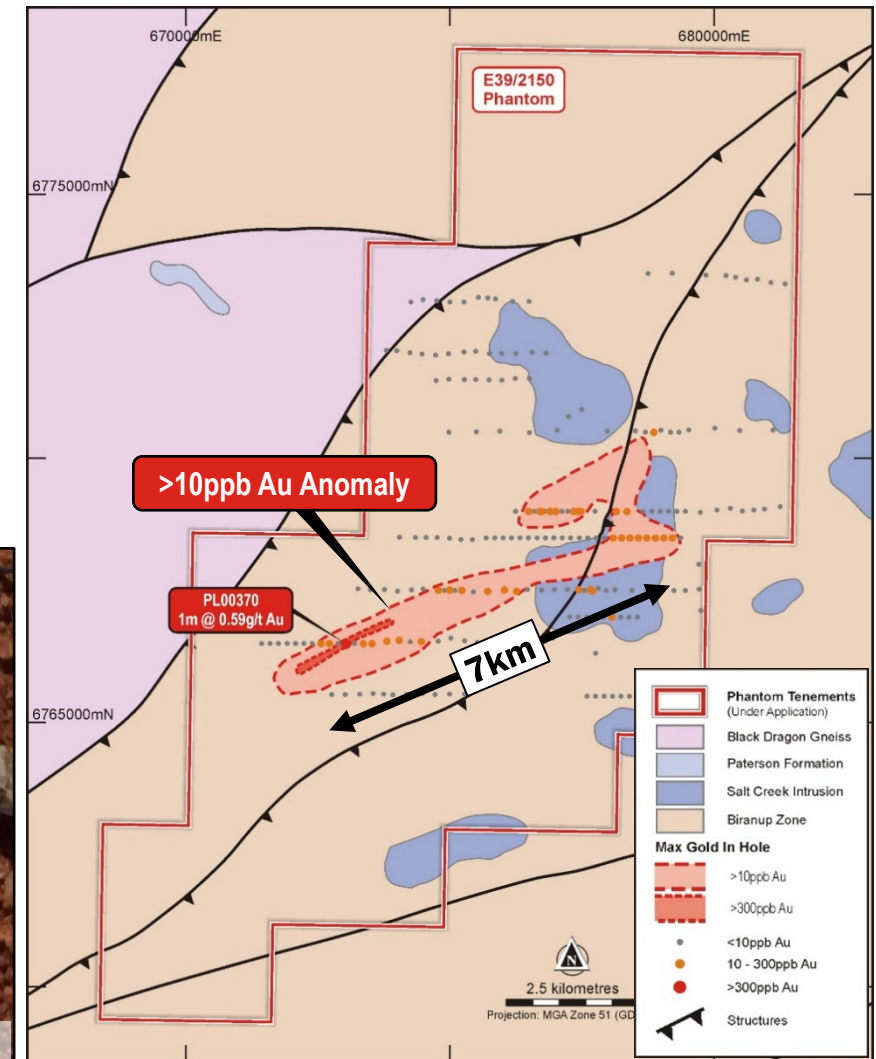 670000mE
680000mE
E39/2150
Phantom
6775000mN
>10ppb Au Anomaly
PL00370
1m @ 0.59g/t Au
7km
6765000mN
Phantom Tenements
(Under Application)
Black Dragon Gneiss
Paterson Formation
Salt Creek Intrusion
Biranup Zone
Max Gold In Hole
>10ppb Au
>300ppb Au
<10ppb Au
10 - 300ppb Au
>300ppb Au
Structures
N
2.5 kilometres
Projection: MGA Zone 51 (GD